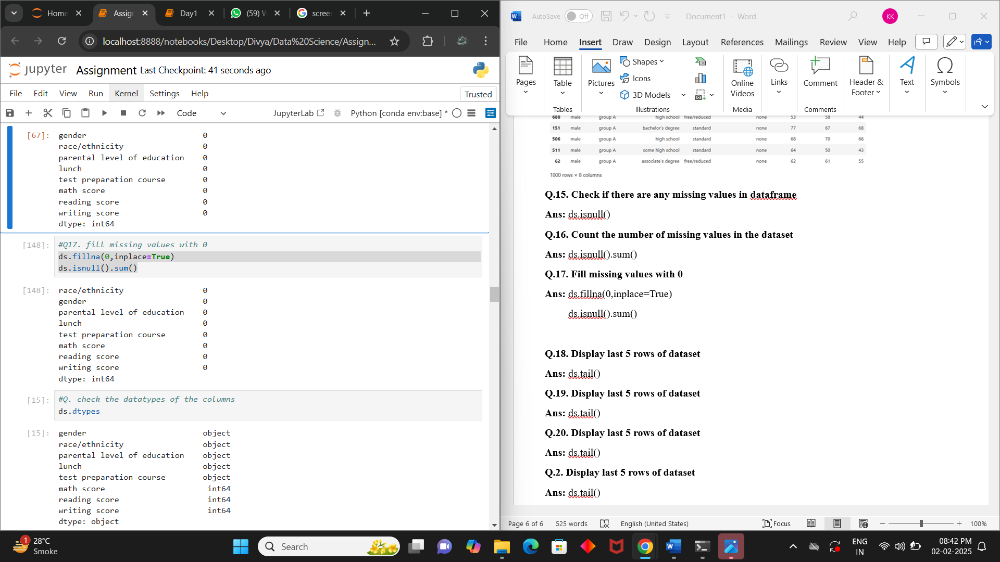 Home
Assign
Day1
(59) W
screen
localhost:8888/notebooks/Desktop/Divya/Data%20Science/Assign...
jupyter Assignment Last Checkpoint: 41 seconds ago
File Edit View Run Kernel Settings Help Trusted
Code JupyterLab Python [conda env:base] *
[67]: gender 0
race/ethnicity 0
parental level of education 0
lunch 0
test preparation course 0
math score 0
reading score 0
writing score 0
dtype: int64
[148]: #Q17. fill missing values with 0
ds.fillna(0,inplace=True)
ds.isnull().sum()
[148]: race/ethnicity 0
gender 0
parental level of education 0
lunch 0
test preparation course 0
math score 0
reading score 0
writing score 0
dtype: int64
[15]: #Q. check the datatypes of the columns
ds.dtypes
[15]: gender object
race/ethnicity object
parental level of education object
lunch object
test preparation course object
math score int64
reading score int64
writing score int64
dtype: object
AutoSave Off Document1 - Word KK
File Home Insert Draw Design Layout References Mailings Review View Help
Pages
Table
Tables
Pictures
Shapes
Icons
3D Models
Illustrations
Online Videos
Media
Links
Comment
Comments
Header & Footer
Text
Symbols
688 male group A high school free/reduced none 53 58 44
151 male group A bachelor's degree standard none 77 67 68
506 male group A high school standard none 68 70 66
511 male group A some high school standard none 64 50 43
62 male group A associate's degree free/reduced none 62 61 55
1000 rows × 8 columns
Q.15. Check if there are any missing values in dataframe
Ans: ds.isnull()
Q.16. Count the number of missing values in the dataset
Ans: ds.isnull().sum()
Q.17. Fill missing values with 0
Ans: ds.fillna(0,inplace=True)
ds.isnull().sum()
Q.18. Display last 5 rows of dataset
Ans: ds.tail()
Q.19. Display last 5 rows of dataset
Ans: ds.tail()
Q.20. Display last 5 rows of dataset
Ans: ds.tail()
Q.2. Display last 5 rows of dataset
Ans: ds.tail()
Page 6 of 6 525 words English (United States) Focus 100%
1 28°C
Smoke
Search
ENG
IN
08:42 PM
02-02-2025